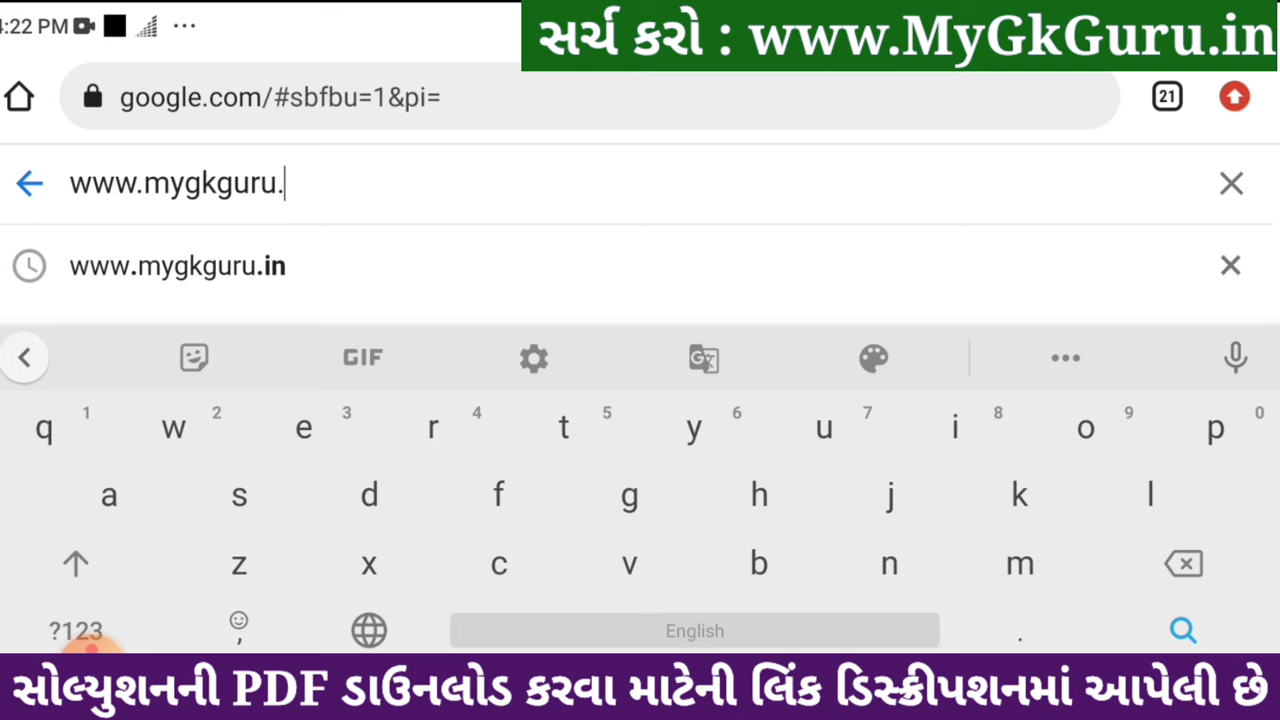 4:22 PM ...
સર્ચ કરો : www.MyGkGuru.in
google.com/#sbfbu=1&pi=
21
www.mygkguru.
www.mygkguru.in
GIF
G
q 1 w 2 e 3 r 4 t 5 y 6 u 7 i 8 o 9 p 0
a s d f g h j k l
z x c v b n m
?123 , English .
સોલ્યુશનની PDF ડાઉનલોડ કરવા માટેની લિંક ડિસ્ક્રીપશનમાં આપેલી છે